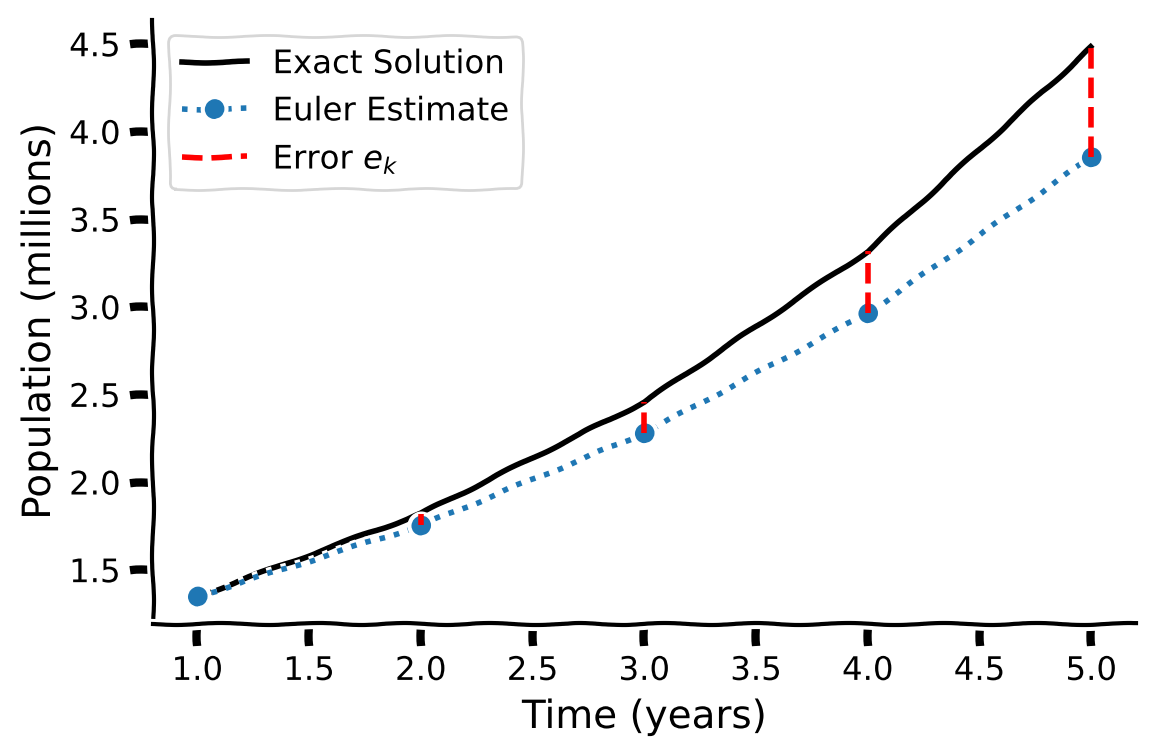 4.5
4.0
3.5
3.0
2.5
2.0
1.5
Population (millions)
Exact Solution
Euler Estimate
Error e_k
1.0 1.5 2.0 2.5 3.0 3.5 4.0 4.5 5.0
Time (years)